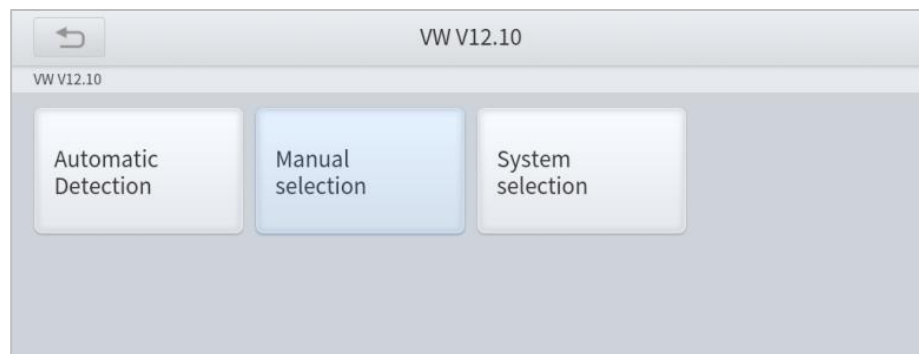 VW V12.10
VW V12.10
Automatic
Detection
Manual
selection
System
selection